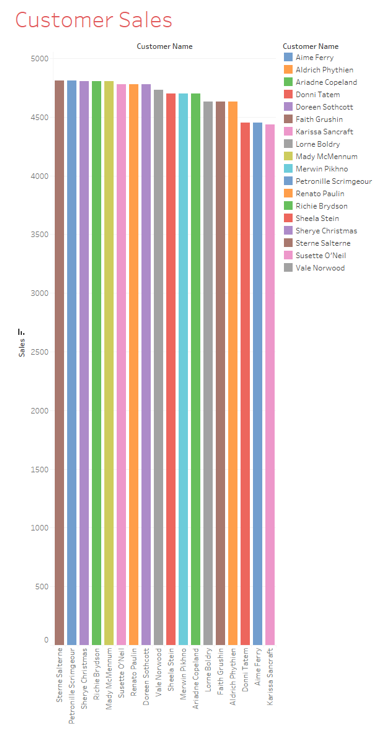 Customer Sales
Customer Name
Customer Name
Aime Ferry
Aldrich Phythien
Ariadne Copeland
Donni Tatem
Doreen Sothcott
Faith Grushin
Karissa Sancraft
Lorne Boldry
Mady McMennum
Merwin Pikhno
Petronille Scrimgeour
Renato Paulin
Richie Brydson
Sheela Stein
Sherye Christmas
Sterne Salterne
Susette O'Neil
Vale Norwood
5000
4500
4000
3500
3000
2500
2000
1500
1000
500
0
Sales
Sterne Salterne
Petronille Scrimgeour
Sherye Christmas
Richie Brydson
Mady McMennum
Susette O'Neil
Renato Paulin
Doreen Sothcott
Vale Norwood
Sheela Stein
Merwin Pikhno
Ariadne Copeland
Lorne Boldry
Faith Grushin
Aldrich Phythien
Donni Tatem
Aime Ferry
Karissa Sancraft